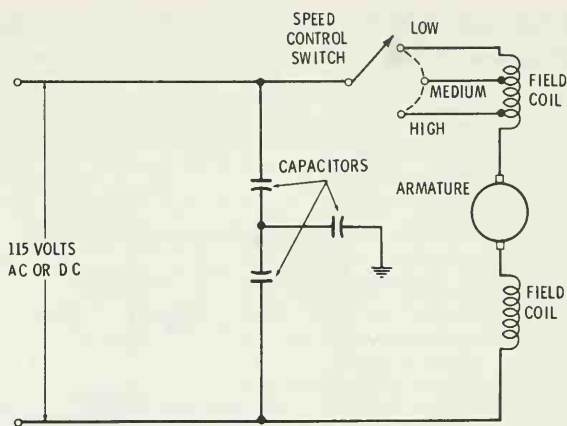 SPEED
CONTROL
SWITCH
LOW
MEDIUM
HIGH
FIELD
COIL
CAPACITORS
ARMATURE
115 VOLTS
AC OR DC
FIELD
COIL